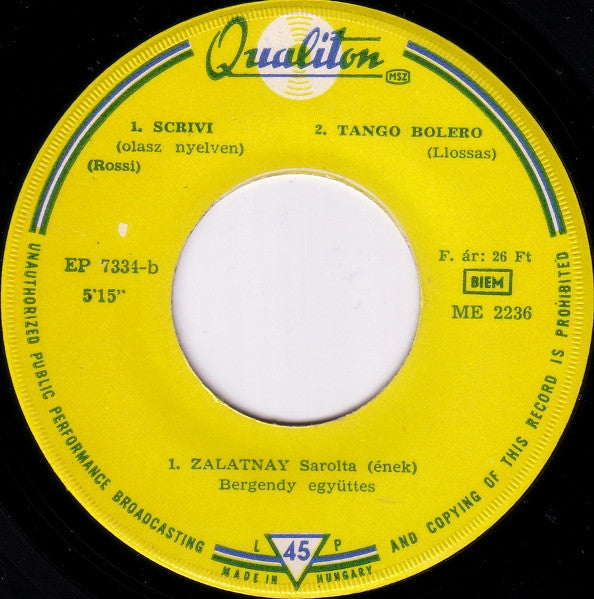 Qualiton
MSZ
1. SCRIVI
(olasz nyelven)
(Rossi)
2. TANGO BOLERO
(Llossas)
EP 7334-b
5'15"
F. ár: 26 Ft
BIEM
ME 2236
1. ZALATNAY Sarolta (ének)
Bergendy együttes
L 45 P
MADE IN HUNGARY
UNAUTHORIZED PUBLIC PERFORMANCE BROADCASTING AND COPYING OF THIS RECORD IS PROHIBITED